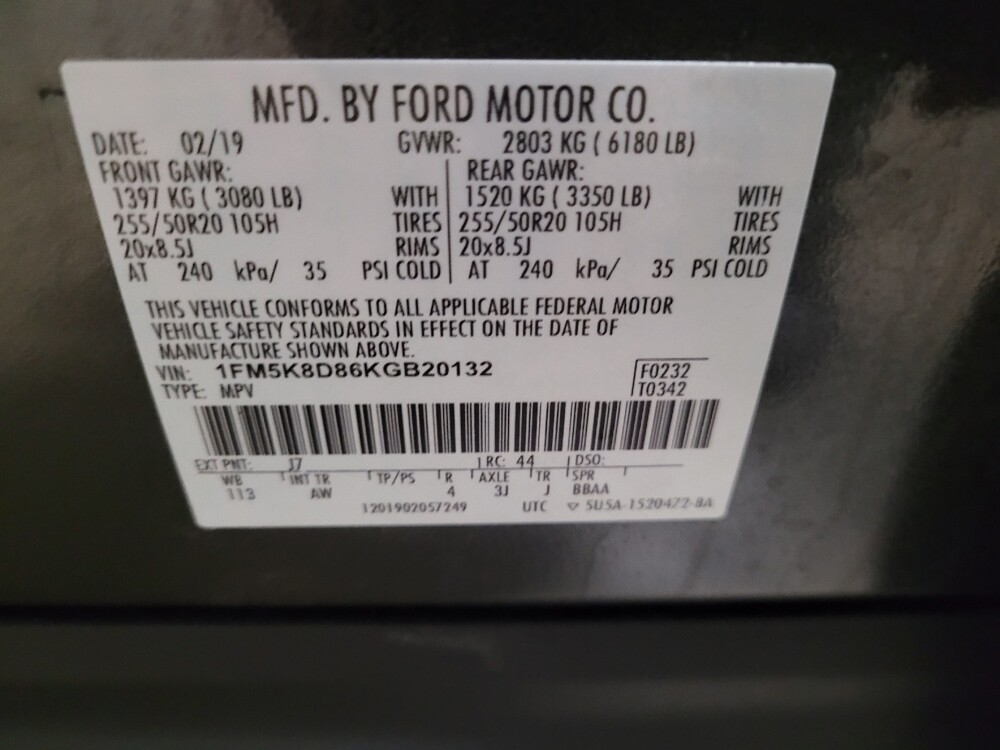 MFD. BY FORD MOTOR CO.
DATE: 02/19 GVWR: 2803 KG ( 6180 LB)
FRONT GAWR: REAR GAWR:
1397 KG ( 3080 LB) WITH 1520 KG ( 3350 LB) WITH
255/50R20 105H TIRES 255/50R20 105H TIRES
20x8.5J RIMS 20x8.5J RIMS
AT 240 kPa/ 35 PSI COLD AT 240 kPa/ 35 PSI COLD
THIS VEHICLE CONFORMS TO ALL APPLICABLE FEDERAL MOTOR
VEHICLE SAFETY STANDARDS IN EFFECT ON THE DATE OF
MANUFACTURE SHOWN ABOVE.
VIN: 1FM5K8D86KGB20132 F0232
TYPE: MPV T0342
EXT PNT: J7 RC: 44 DSO:
WB INT TR TP/PS R AXLE TR SPR
113 AW 4 3J J BBAA
1201902057249 UTC ▽ 5U5A-1520472-BA